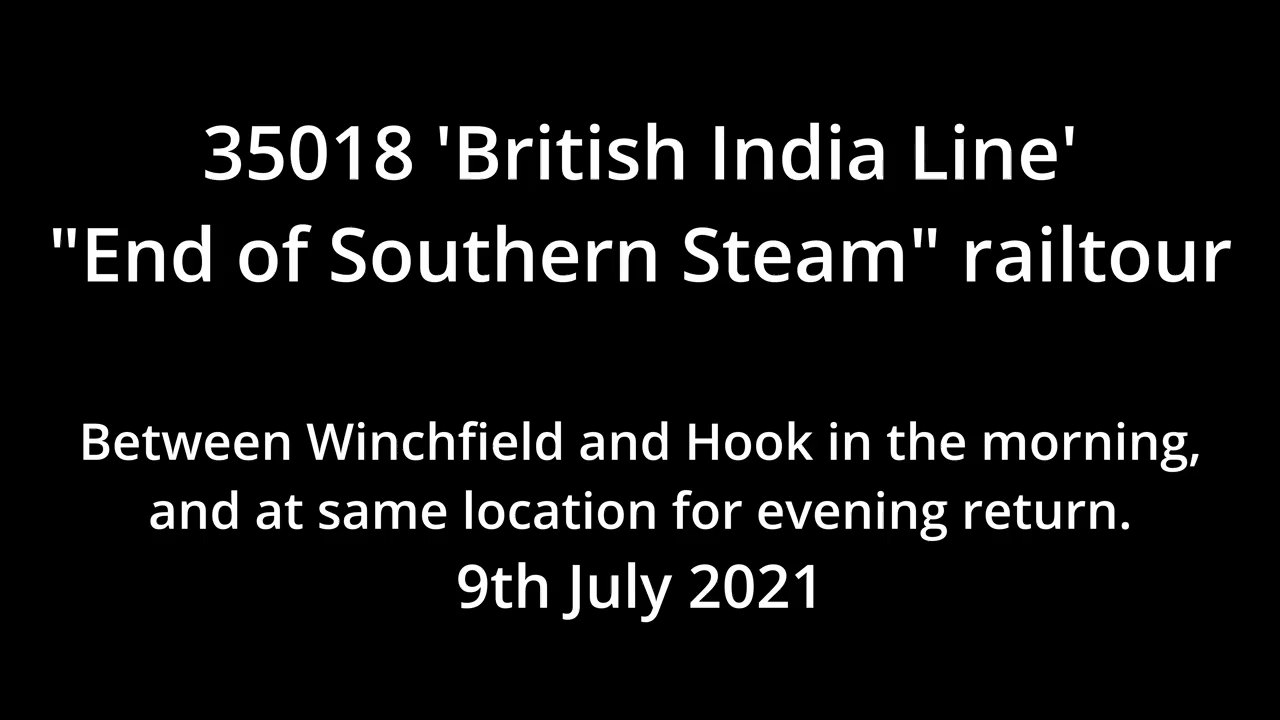 35018 'British India Line'
"End of Southern Steam" railtour
Between Winchfield and Hook in the morning,
and at same location for evening return.
9th July 2021